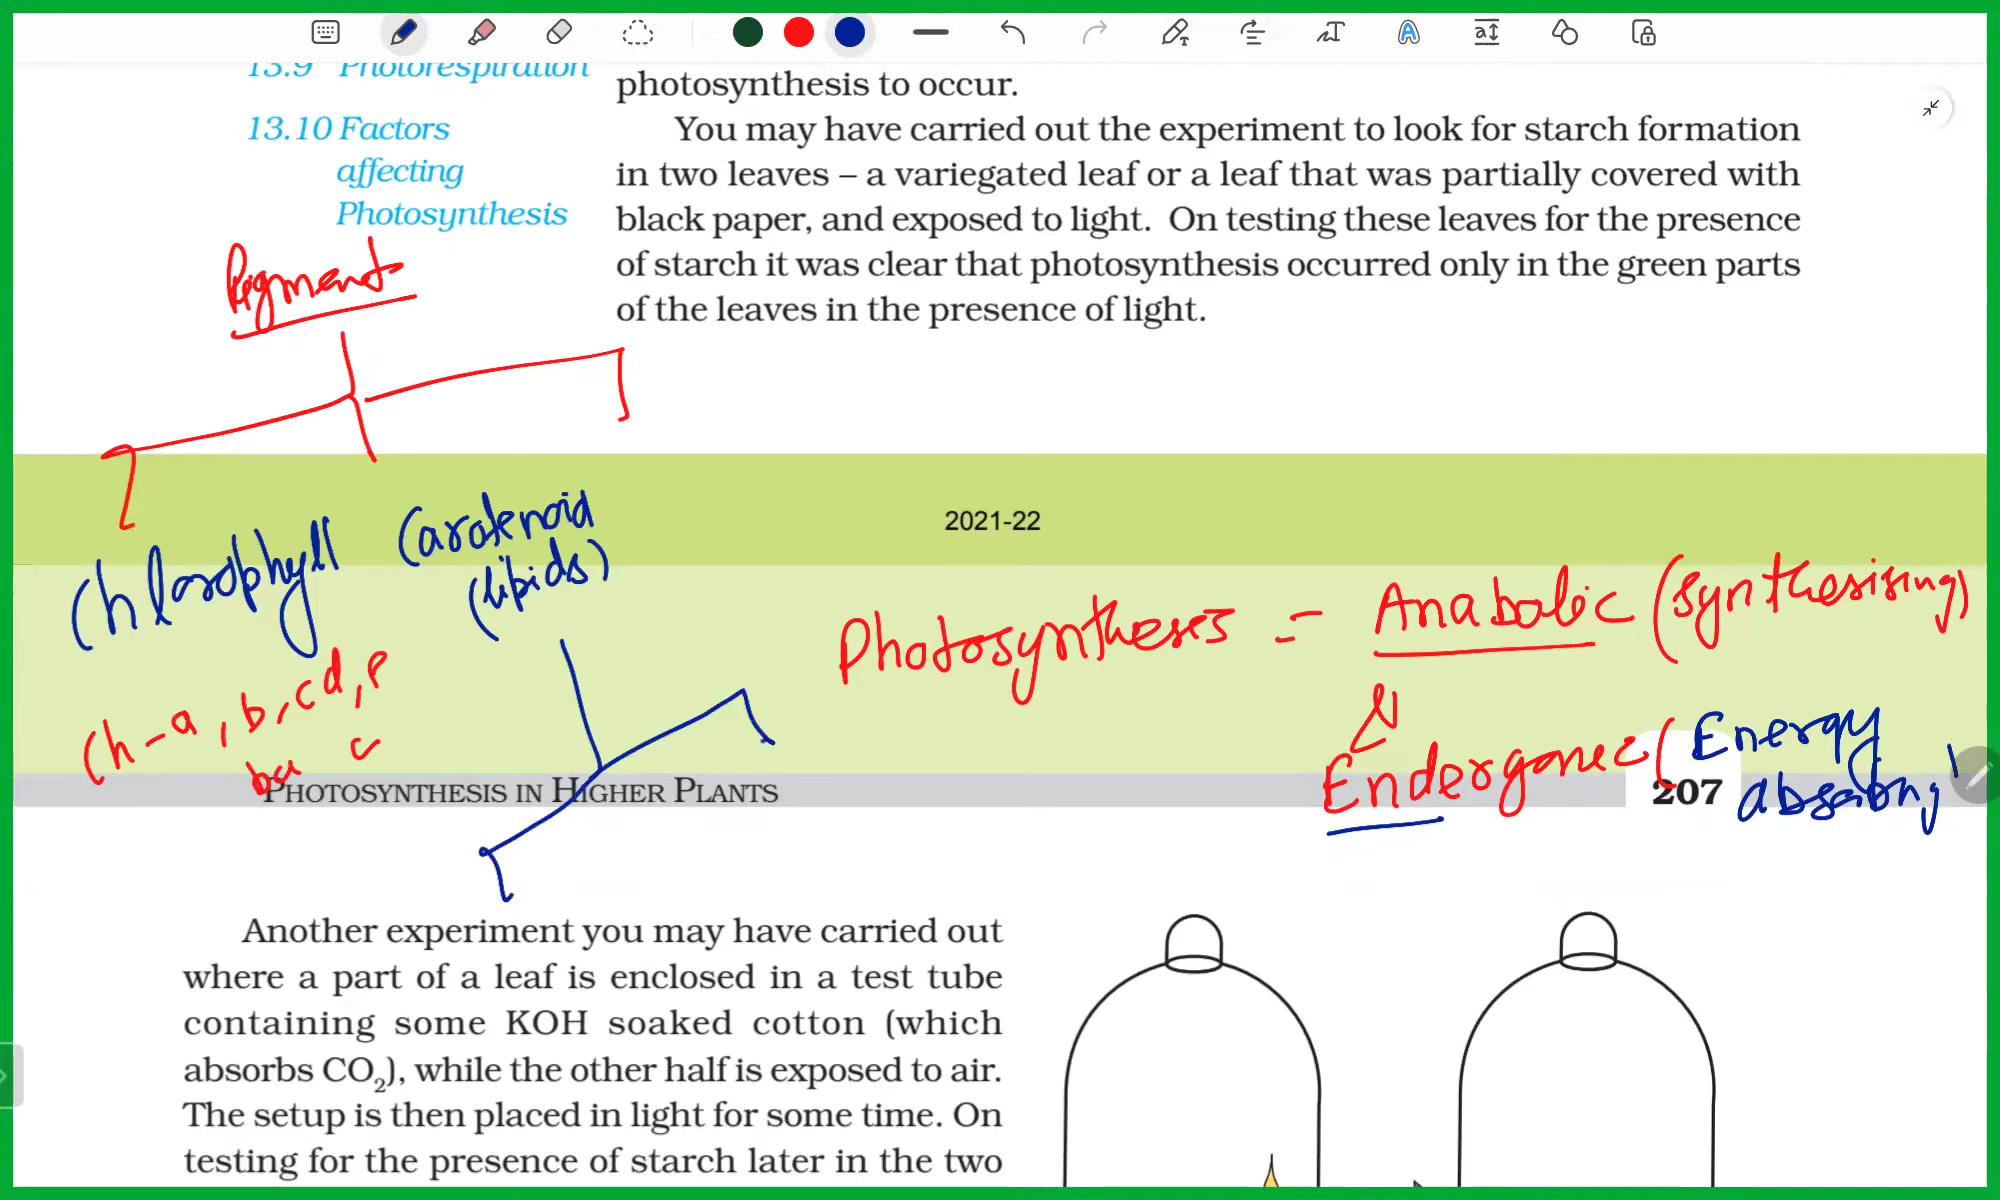 13.9 Photorespiration
13.10 Factors
affecting
Photosynthesis
photosynthesis to occur.
You may have carried out the experiment to look for starch formation
in two leaves – a variegated leaf or a leaf that was partially covered with
black paper, and exposed to light. On testing these leaves for the presence
of starch it was clear that photosynthesis occurred only in the green parts
of the leaves in the presence of light.
Pigment
2021-22
Chlorophyll
Carotenoid
(lipids)
Ch-a, b, c d, e
Photosynthesis = Anabolic (synthesising)
&
Endergonic (Energy
absorbing)
PHOTOSYNTHESIS IN HIGHER PLANTS
207
Another experiment you may have carried out
where a part of a leaf is enclosed in a test tube
containing some KOH soaked cotton (which
absorbs CO₂), while the other half is exposed to air.
The setup is then placed in light for some time. On
testing for the presence of starch later in the two